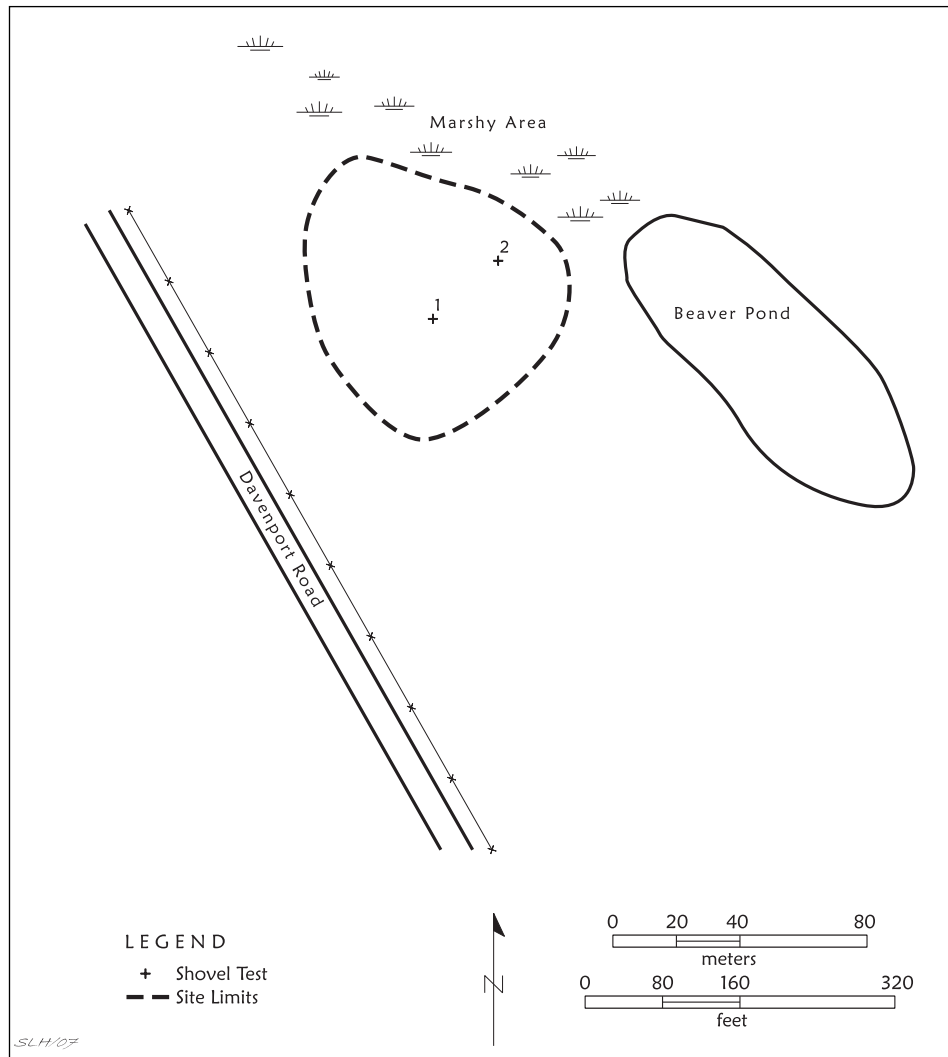 Marshy Area
2
1
Beaver Pond
Davenport Road
LEGEND
Shovel Test
Site Limits
N
0 20 40 80
meters
0 80 160 320
feet
SLH/07